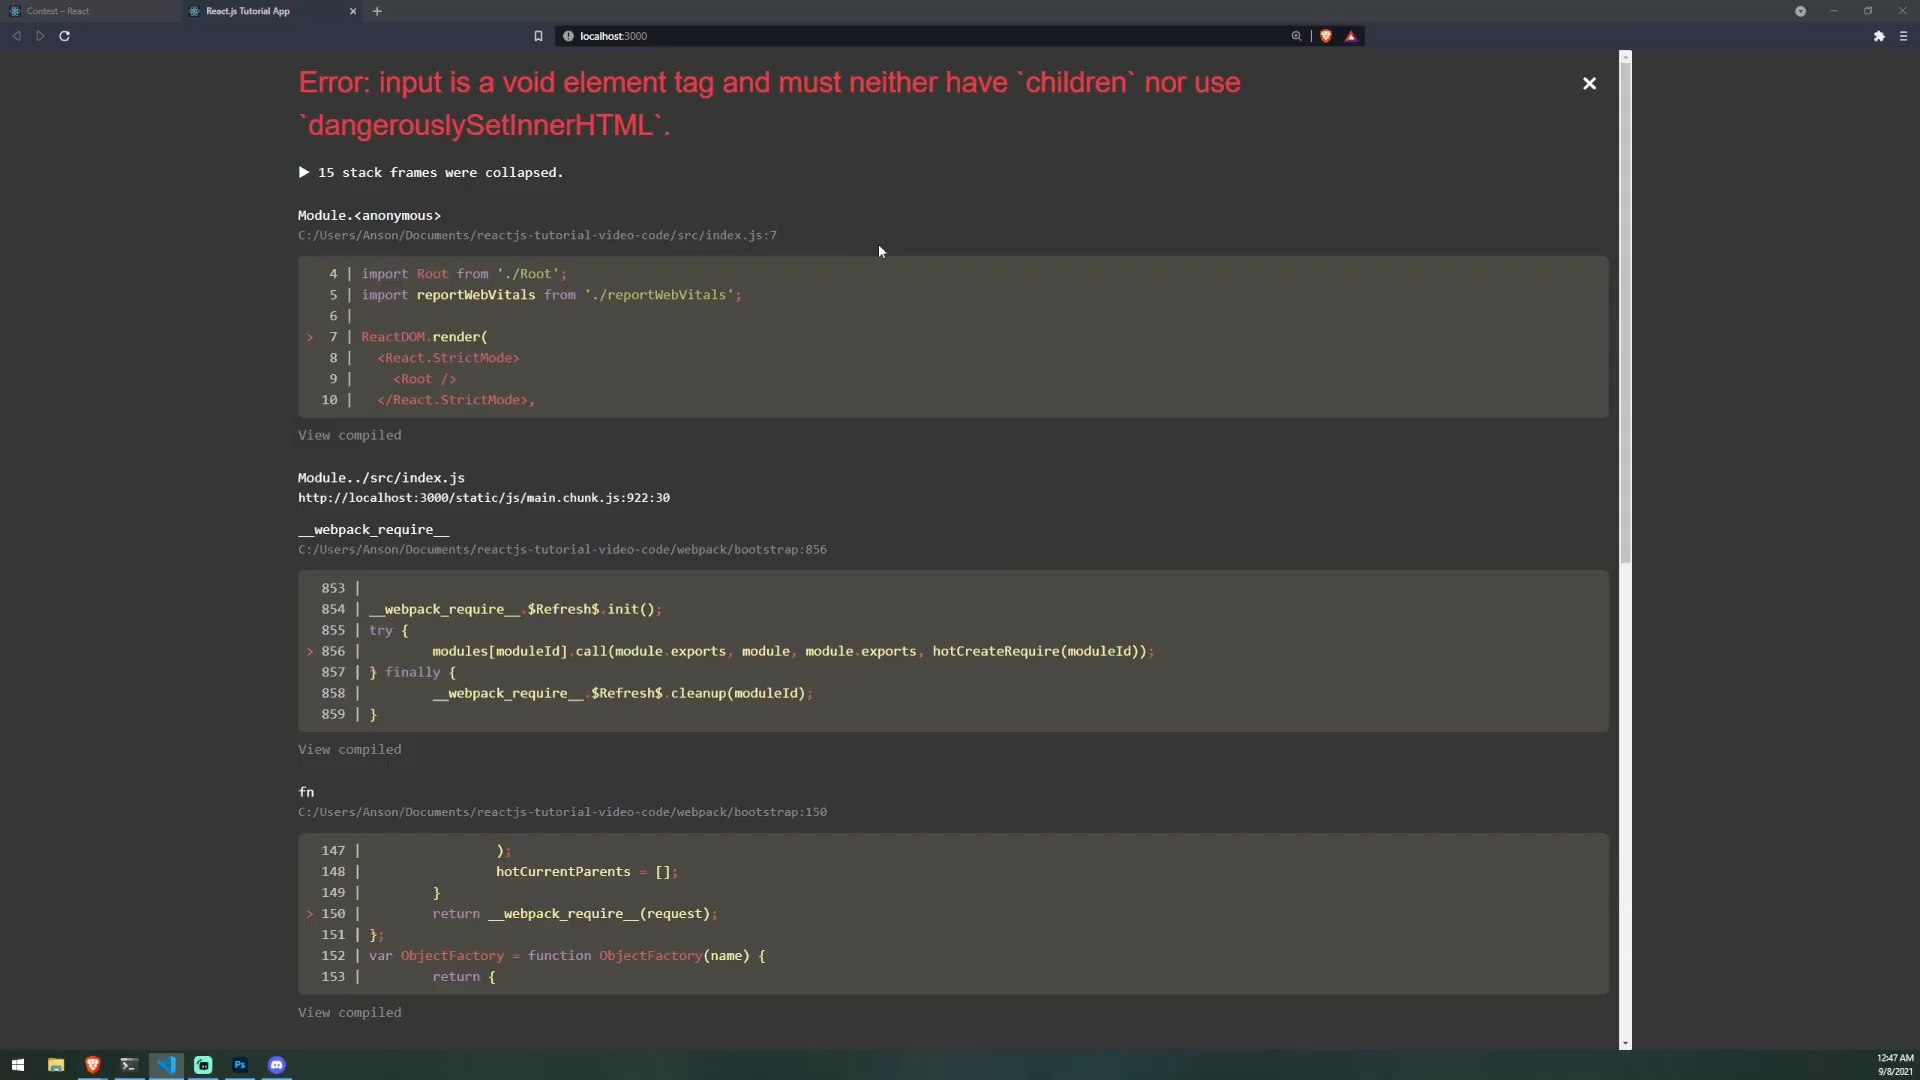 Context – React
React.js Tutorial App
localhost:3000
Error: input is a void element tag and must neither have `children` nor use
`dangerouslySetInnerHTML`.
▶ 15 stack frames were collapsed.
Module.<anonymous>
C:/Users/Anson/Documents/reactjs-tutorial-video-code/src/index.js:7
4 | import Root from './Root';
5 | import reportWebVitals from './reportWebVitals';
6 |
> 7 | ReactDOM.render(
8 |   <React.StrictMode>
9 |     <Root />
10 |   </React.StrictMode>,
View compiled
Module../src/index.js
http://localhost:3000/static/js/main.chunk.js:922:30
__webpack_require__
C:/Users/Anson/Documents/reactjs-tutorial-video-code/webpack/bootstrap:856
853 |
854 | __webpack_require__.$Refresh$.init();
855 | try {
> 856 |         modules[moduleId].call(module.exports, module, module.exports, hotCreateRequire(moduleId));
857 | } finally {
858 |         __webpack_require__.$Refresh$.cleanup(moduleId);
859 | }
View compiled
fn
C:/Users/Anson/Documents/reactjs-tutorial-video-code/webpack/bootstrap:150
147 |                 );
148 |                 hotCurrentParents = [];
149 |         }
> 150 |         return __webpack_require__(request);
151 | };
152 | var ObjectFactory = function ObjectFactory(name) {
153 |         return {
View compiled
Ps
12:47 AM
9/8/2021